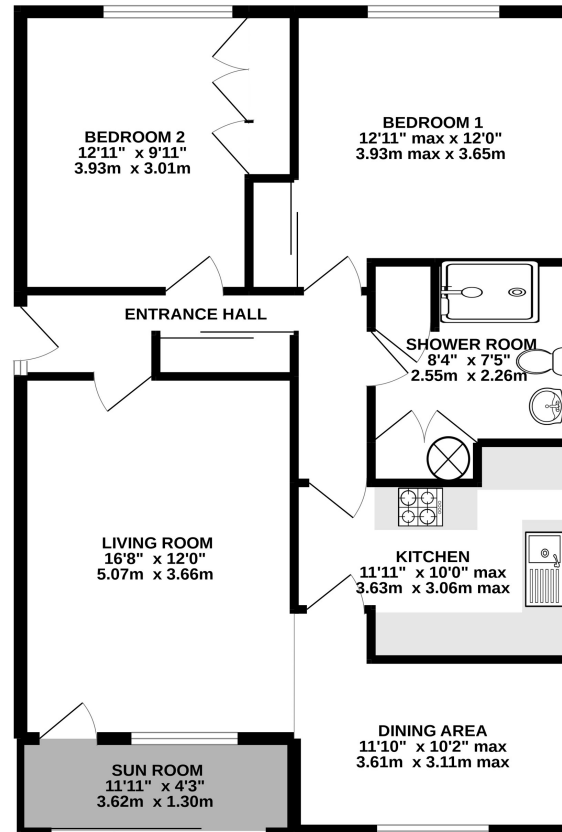 BEDROOM 2
12'11" x 9'11"
3.93m x 3.01m
BEDROOM 1
12'11" max x 12'0"
3.93m max x 3.65m
ENTRANCE HALL
SHOWER ROOM
8'4" x 7'5"
2.55m x 2.26m
LIVING ROOM
16'8" x 12'0"
5.07m x 3.66m
KITCHEN
11'11" x 10'0" max
3.63m x 3.06m max
DINING AREA
11'10" x 10'2" max
3.61m x 3.11m max
SUN ROOM
11'11" x 4'3"
3.62m x 1.30m